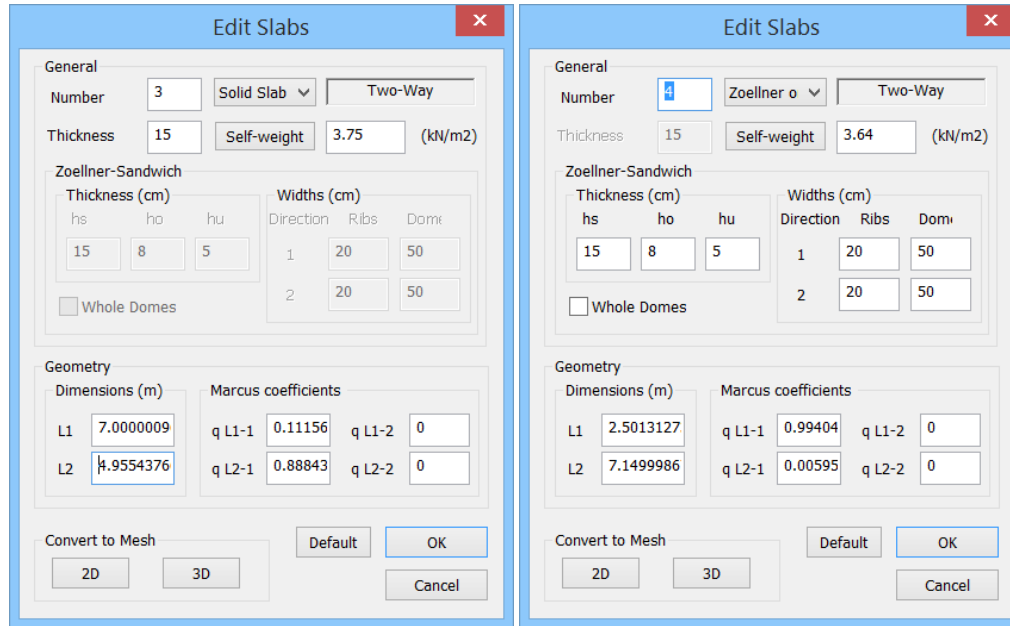 Edit Slabs
General
Number 3 Solid Slab Two-Way
Thickness 15 Self-weight 3.75 (kN/m2)
Zoellner-Sandwich
Thickness (cm) Widths (cm)
hs ho hu Direction Ribs Dome
15 8 5 1 20 50
Whole Domes 2 20 50
Geometry
Dimensions (m) Marcus coefficients
L1 7.0000009 q L1-1 0.11156 q L1-2 0
L2 4.9554376 q L2-1 0.88843 q L2-2 0
Convert to Mesh Default OK
2D 3D Cancel
Edit Slabs
General
Number 4 Zoellner o Two-Way
Thickness 15 Self-weight 3.64 (kN/m2)
Zoellner-Sandwich
Thickness (cm) Widths (cm)
hs ho hu Direction Ribs Dome
15 8 5 1 20 50
Whole Domes 2 20 50
Geometry
Dimensions (m) Marcus coefficients
L1 2.5013127 q L1-1 0.99404 q L1-2 0
L2 7.1499986 q L2-1 0.00595 q L2-2 0
Convert to Mesh Default OK
2D 3D Cancel